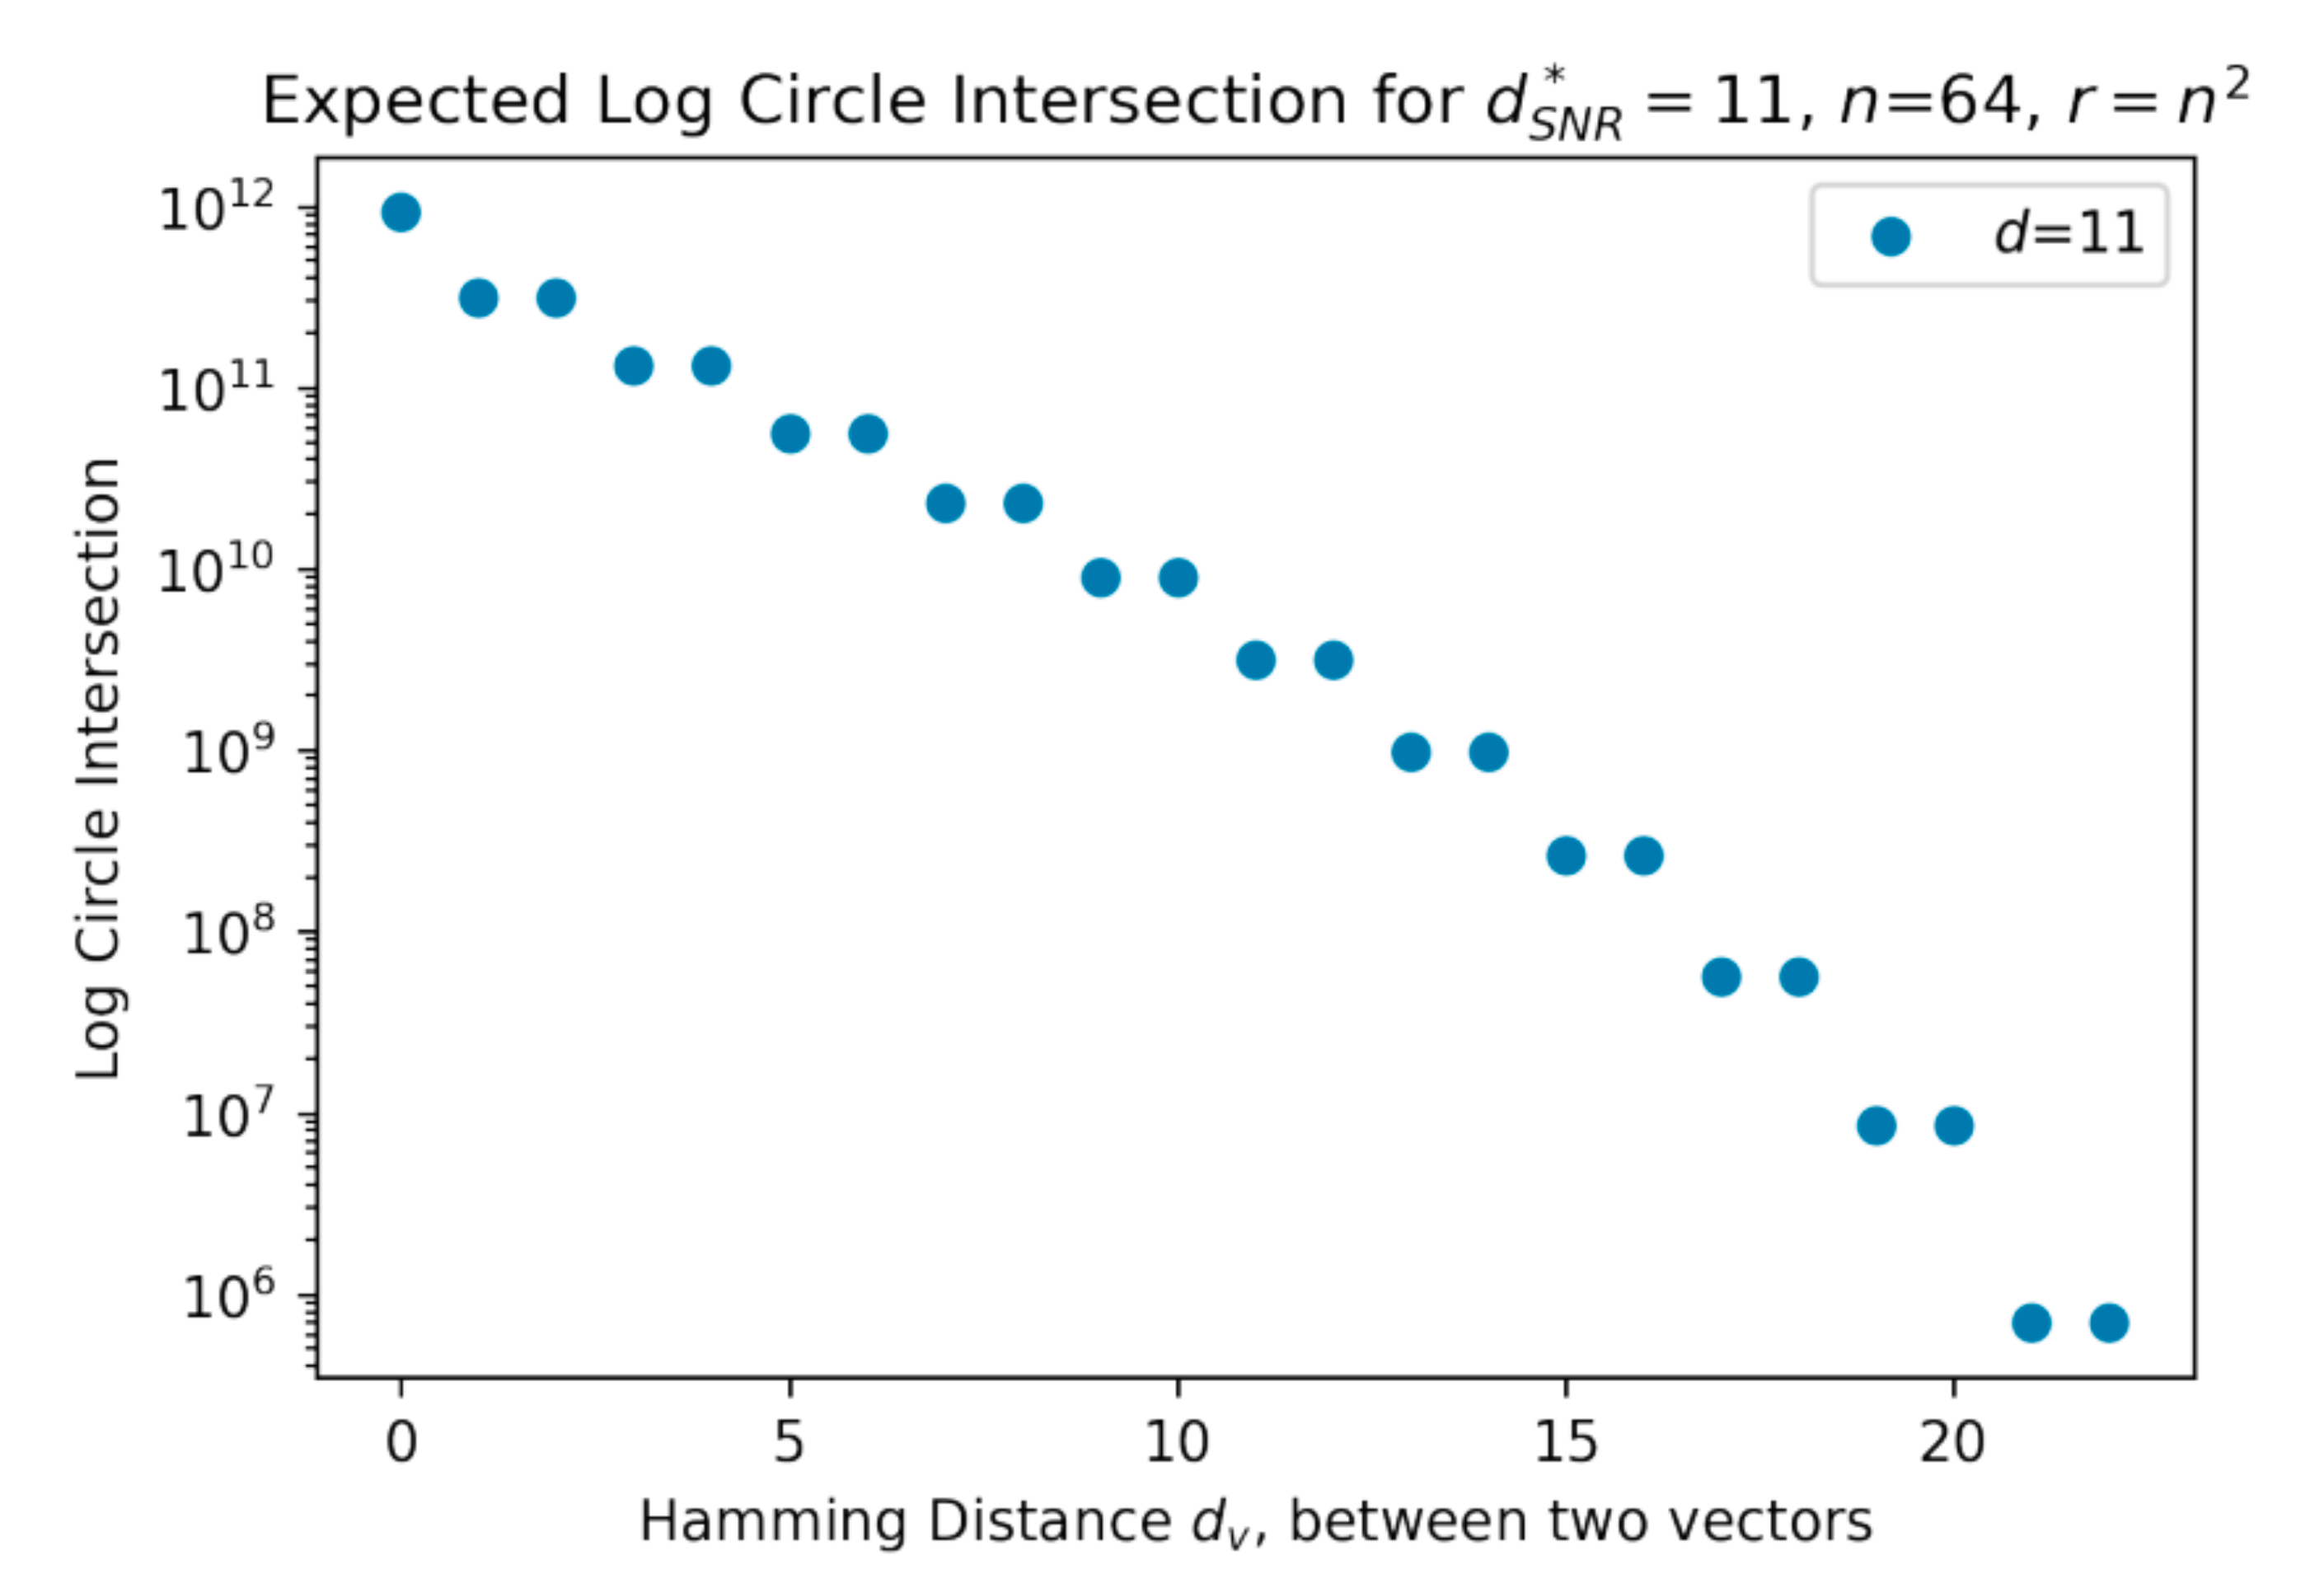 Expected Log Circle Intersection for d*SNR = 11, n=64, r = n²
d=11
Log Circle Intersection
10¹²
10¹¹
10¹⁰
10⁹
10⁸
10⁷
10⁶
0 5 10 15 20
Hamming Distance dᵥ, between two vectors